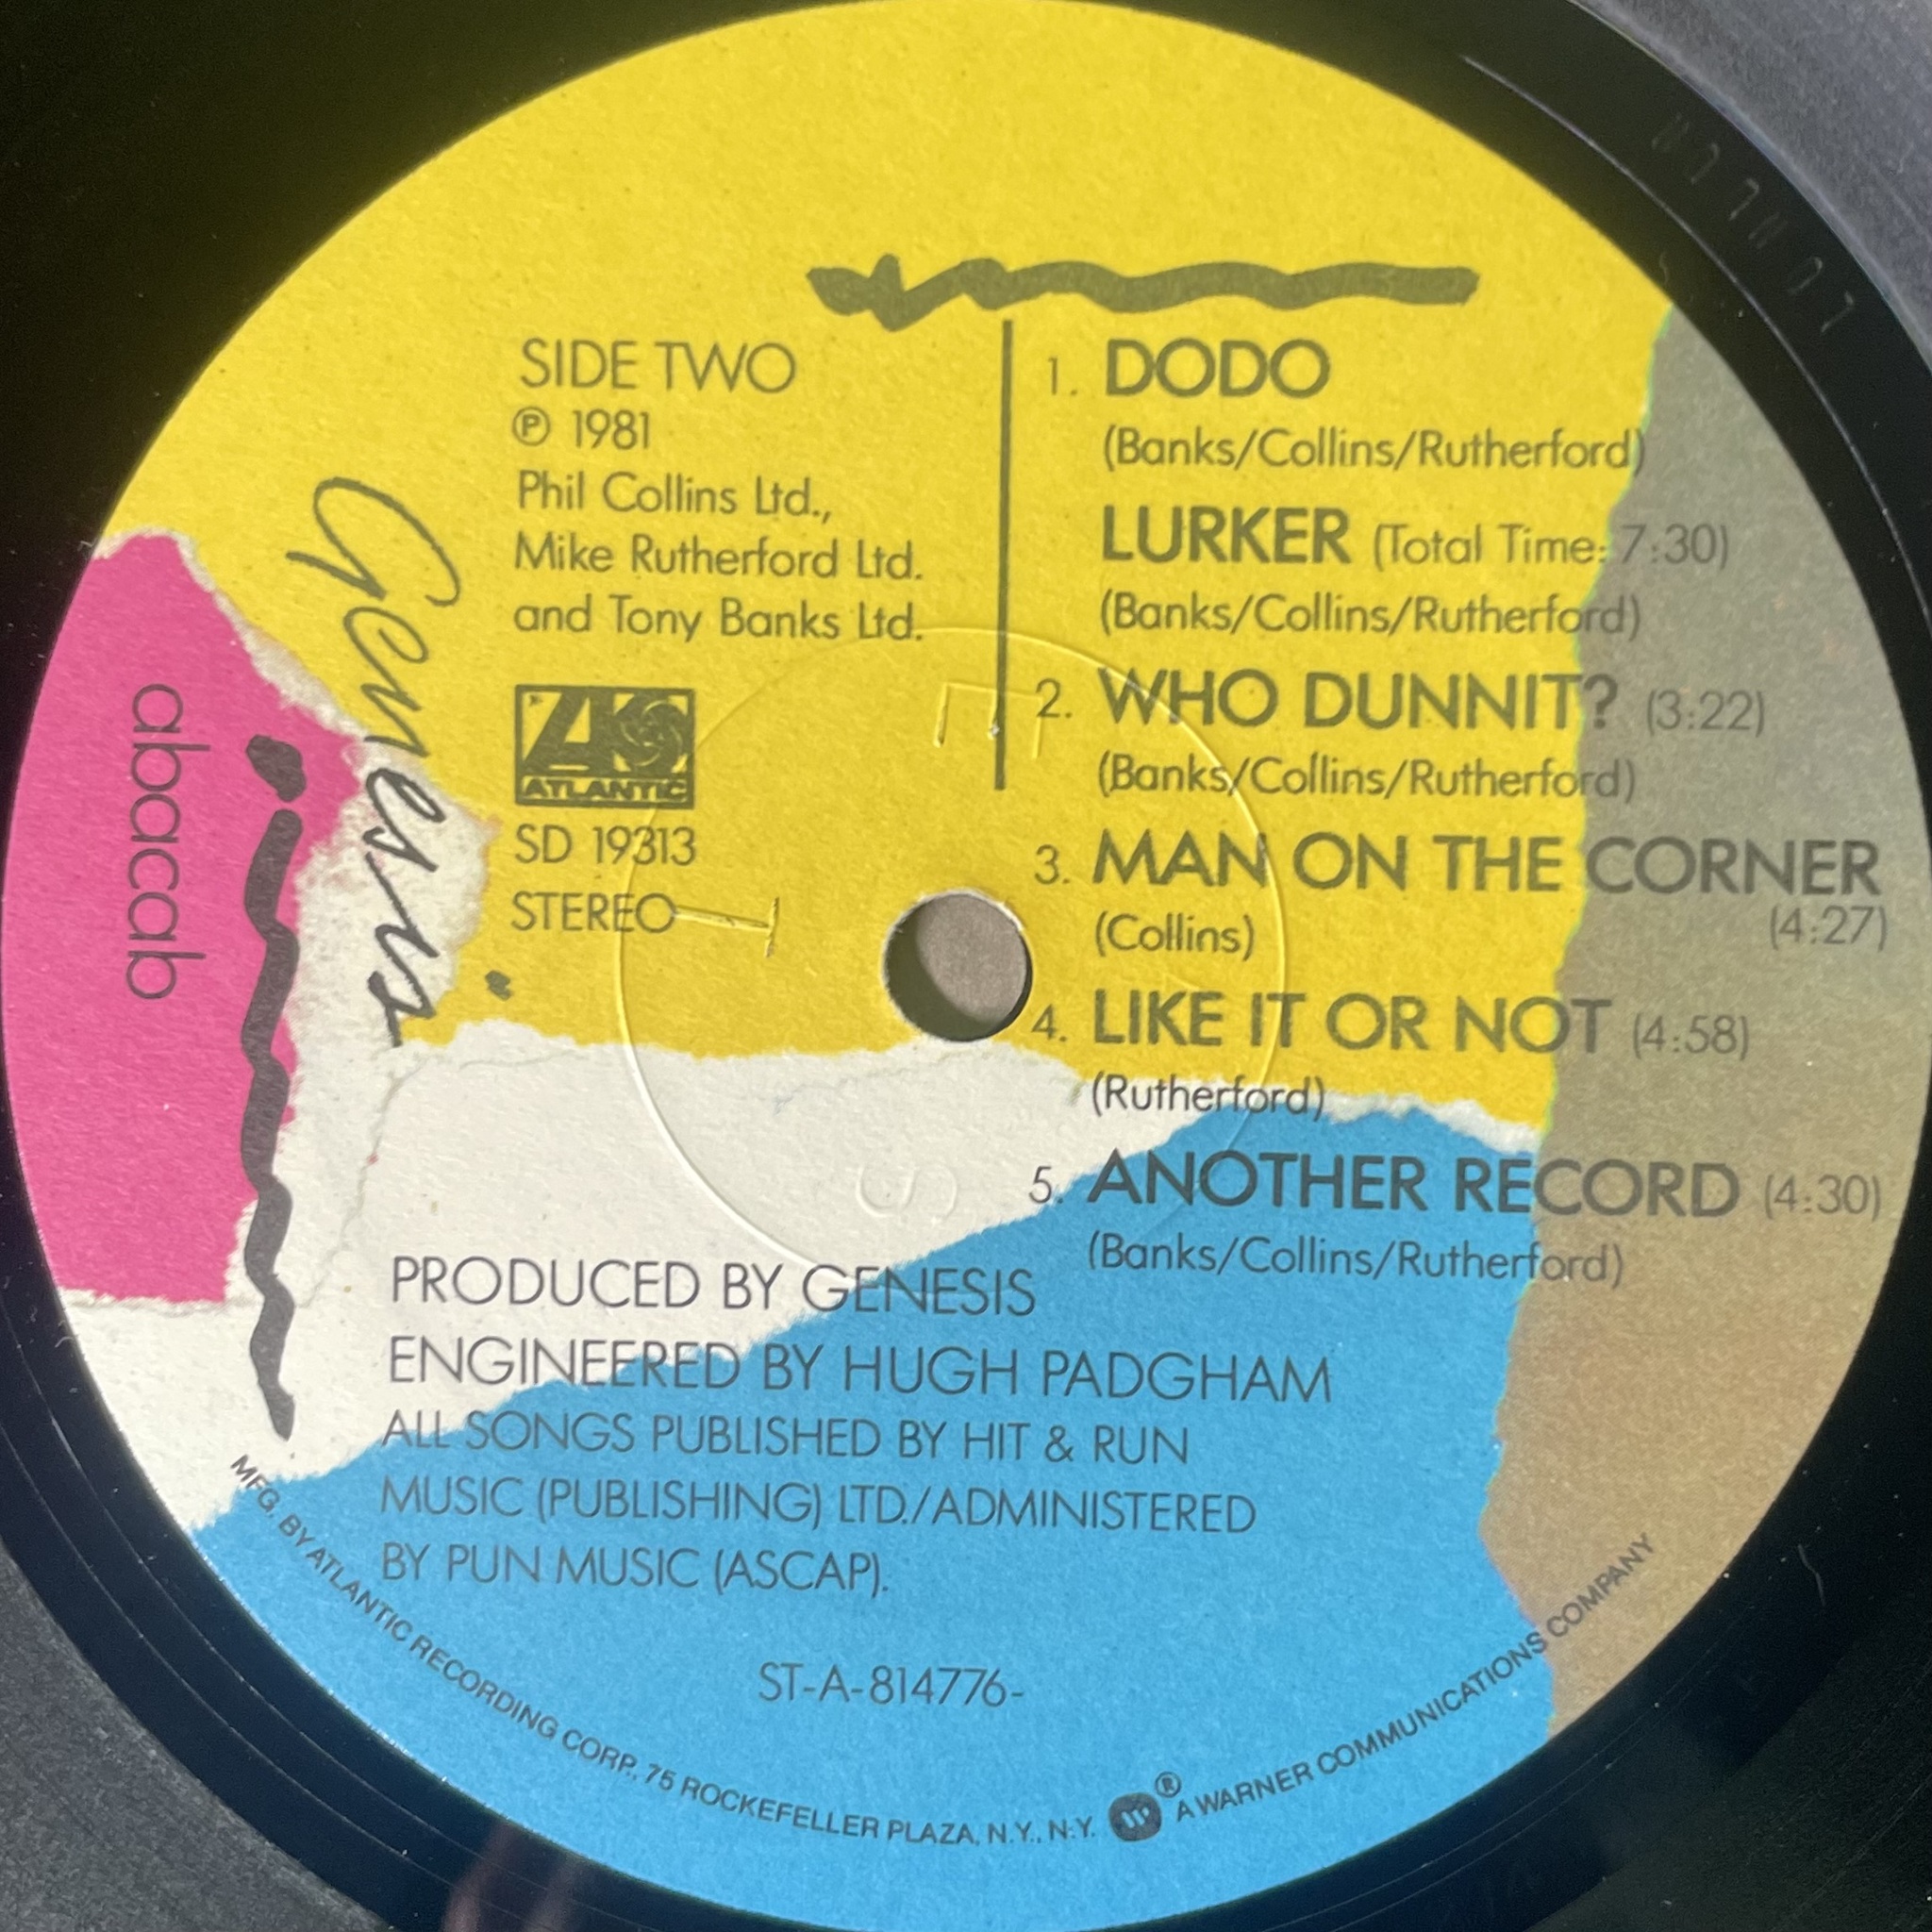 SIDE TWO
℗ 1981
Phil Collins Ltd.,
Mike Rutherford Ltd.
and Tony Banks Ltd.
ATLANTIC
SD 19313
STEREO
1. DODO
(Banks/Collins/Rutherford)
LURKER (Total Time: 7:30)
(Banks/Collins/Rutherford)
2. WHO DUNNIT? (3:22)
(Banks/Collins/Rutherford)
3. MAN ON THE CORNER
(4:27)
(Collins)
4. LIKE IT OR NOT (4:58)
(Rutherford)
5. ANOTHER RECORD (4:30)
(Banks/Collins/Rutherford)
Genesis
abacab
PRODUCED BY GENESIS
ENGINEERED BY HUGH PADGHAM
ALL SONGS PUBLISHED BY HIT & RUN
MUSIC (PUBLISHING) LTD./ADMINISTERED
BY PUN MUSIC (ASCAP).
ST-A-814776-
MFG. BY ATLANTIC RECORDING CORP., 75 ROCKEFELLER PLAZA, N.Y., N.Y. ® A WARNER COMMUNICATIONS COMPANY